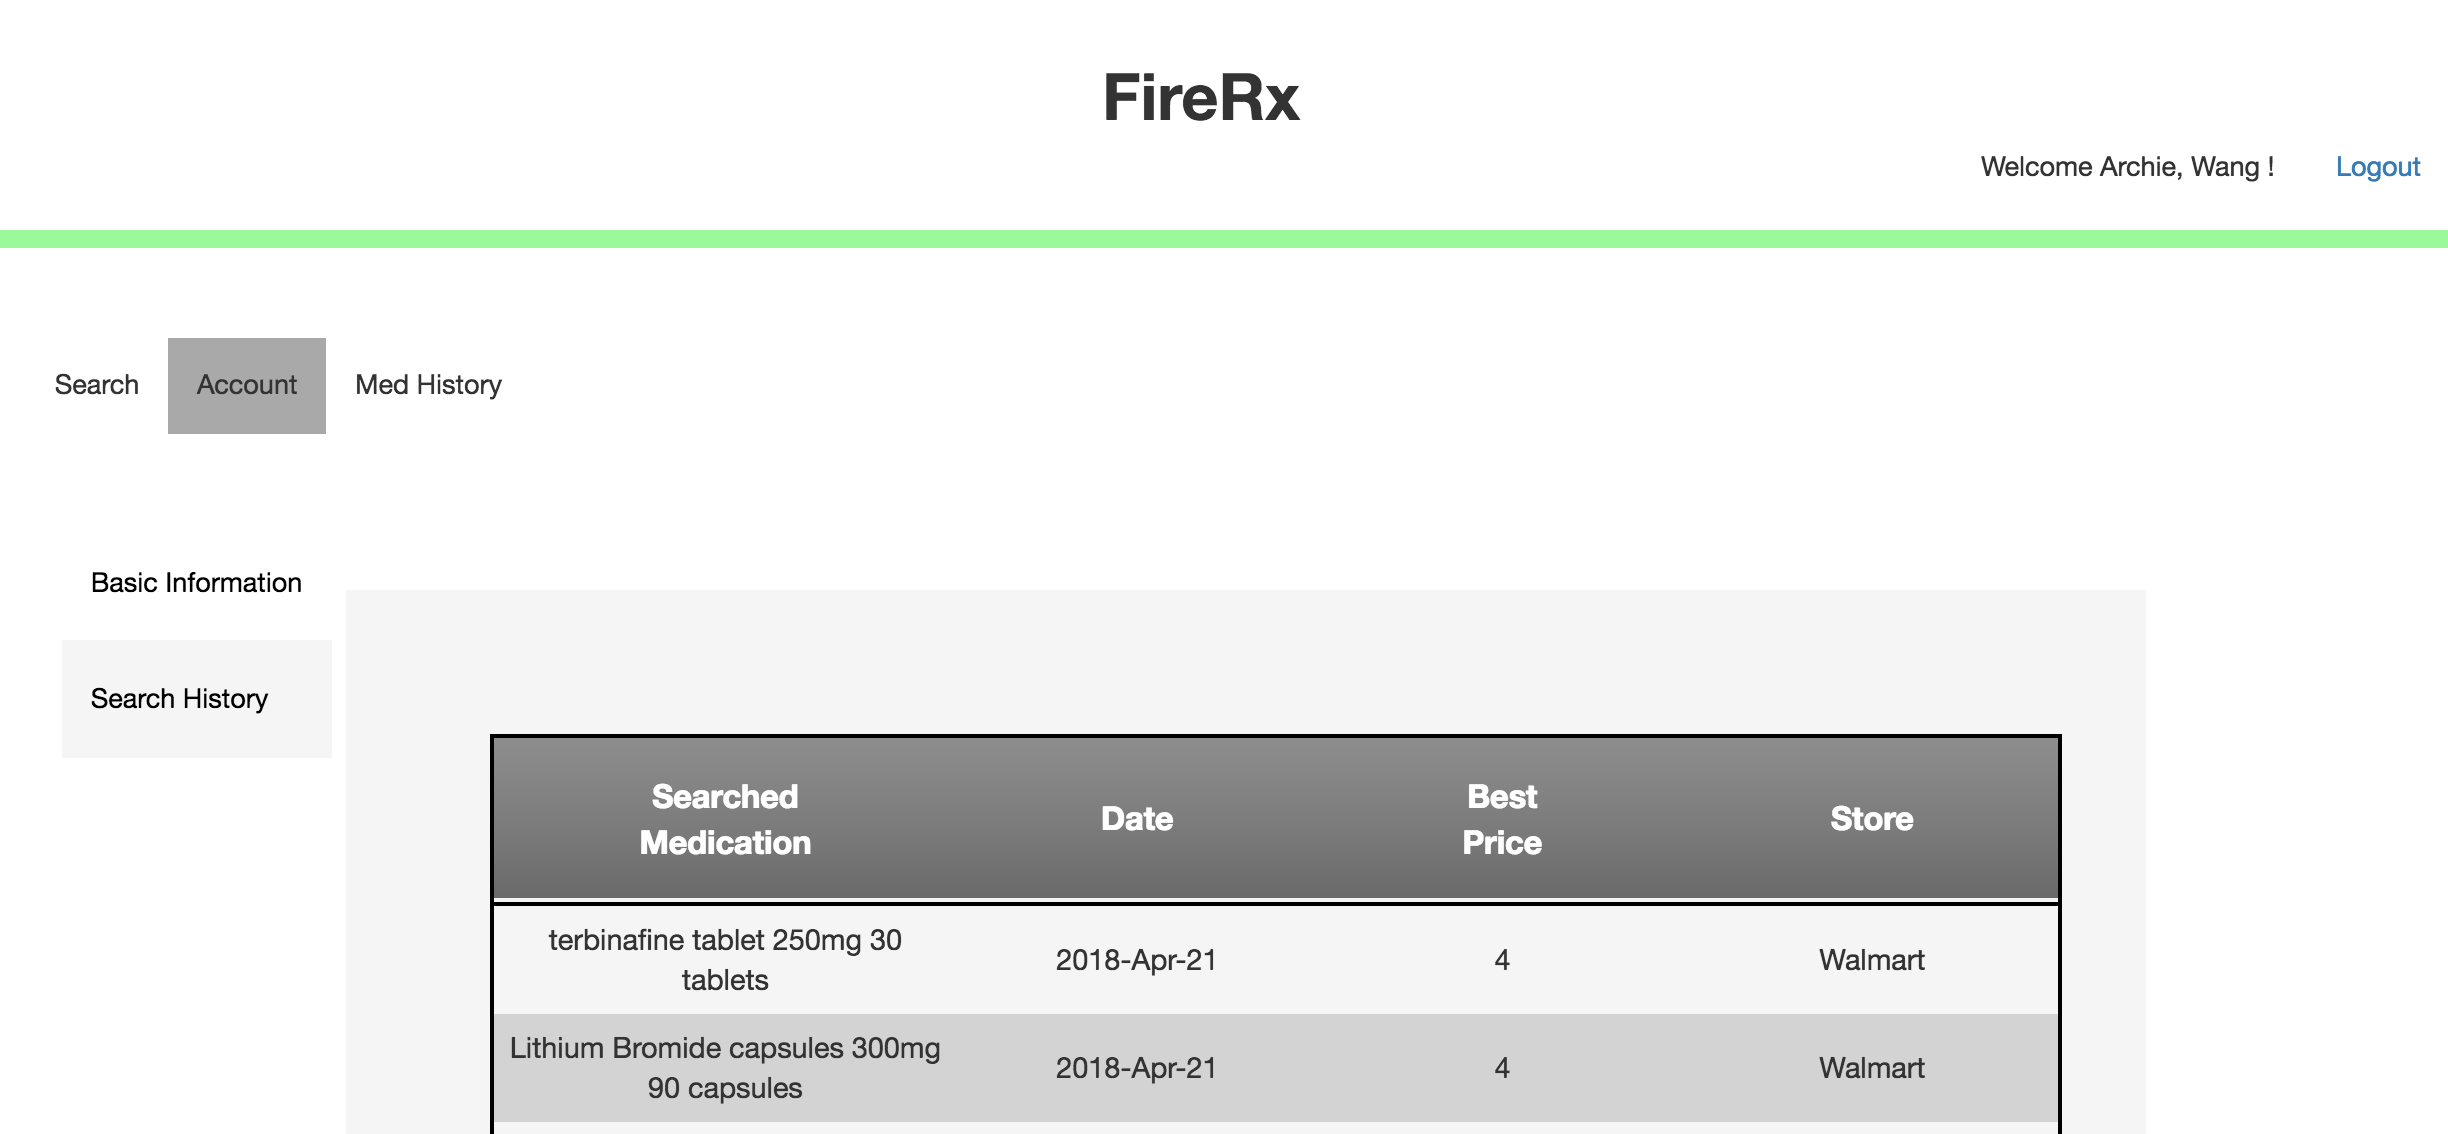 FireRx
Welcome Archie, Wang !
Logout
Search
Account
Med History
Basic Information
Search History
Searched
Medication
Date
Best
Price
Store
terbinafine tablet 250mg 30
tablets
2018-Apr-21
4
Walmart
Lithium Bromide capsules 300mg
90 capsules
2018-Apr-21
4
Walmart